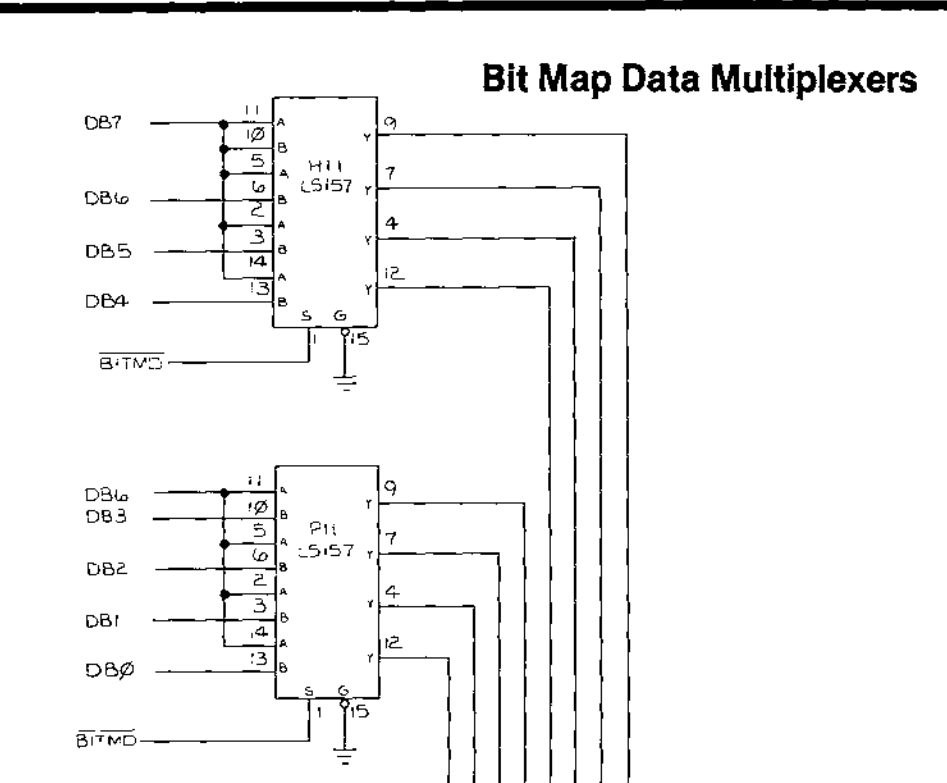 Bit Map Data Multiplexers
DB7 11 A Y 9
10 B
5 A H11 Y 7
DB6 6 B LS157
2 A Y 4
DB5 3 B
14 A Y 12
DB4 13 B
S G
1 15
BITMD
DB6 11 A Y 9
DB3 10 B
5 A P11 Y 7
DB2 6 B LS157
2 A Y 4
DB1 3 B
14 A Y 12
DB0 13 B
S G
1 15
BITMD